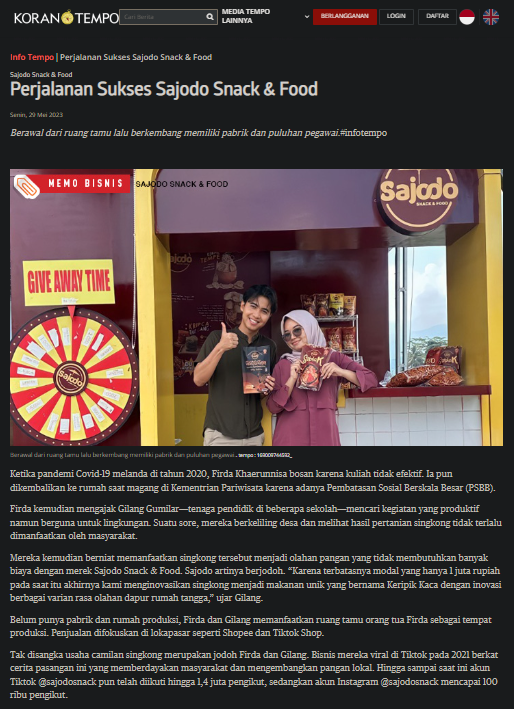 KORAN TEMPO
Cari Berita
MEDIA TEMPO
LAINNYA
BERLANGGANAN
LOGIN
DAFTAR
Info Tempo | Perjalanan Sukses Sajodo Snack & Food
Sajodo Snack & Food
Perjalanan Sukses Sajodo Snack & Food
Senin, 29 Mei 2023
Berawal dari ruang tamu lalu berkembang memiliki pabrik dan puluhan pegawai.#infotempo
MEMO BISNIS
SAJODO SNACK & FOOD
Sajodo
SNACK & FOOD
GIVE AWAY TIME
Sajodo
Berawal dari ruang tamu lalu berkembang memiliki pabrik dan puluhan pegawai.. tempo : 168009744592_
Ketika pandemi Covid-19 melanda di tahun 2020, Firda Khaerunnisa bosan karena kuliah tidak efektif. Ia pun
dikembalikan ke rumah saat magang di Kementrian Pariwisata karena adanya Pembatasan Sosial Berskala Besar (PSBB).
Firda kemudian mengajak Gilang Gumilar—tenaga pendidik di beberapa sekolah—mencari kegiatan yang produktif
namun berguna untuk lingkungan. Suatu sore, mereka berkeliling desa dan melihat hasil pertanian singkong tidak terlalu
dimanfaatkan oleh masyarakat.
Mereka kemudian berniat memanfaatkan singkong tersebut menjadi olahan pangan yang tidak membutuhkan banyak
biaya dengan merek Sajodo Snack & Food. Sajodo artinya berjodoh. “Karena terbatasnya modal yang hanya 1 juta rupiah
pada saat itu akhirnya kami menginovasikan singkong menjadi makanan unik yang bernama Keripik Kaca dengan inovasi
berbagai varian rasa olahan dapur rumah tangga,” ujar Gilang.
Belum punya pabrik dan rumah produksi, Firda dan Gilang memanfaatkan ruang tamu orang tua Firda sebagai tempat
produksi. Penjualan difokuskan di lokapasar seperti Shopee dan Tiktok Shop.
Tak disangka usaha camilan singkong merupakan jodoh Firda dan Gilang. Bisnis mereka viral di Tiktok pada 2021 berkat
cerita pasangan ini yang memberdayakan masyarakat dan mengembangkan pangan lokal. Hingga sampai saat ini akun
Tiktok @sajodosnack pun telah diikuti hingga 1,4 juta pengikut, sedangkan akun Instagram @sajodosnack mencapai 100
ribu pengikut.